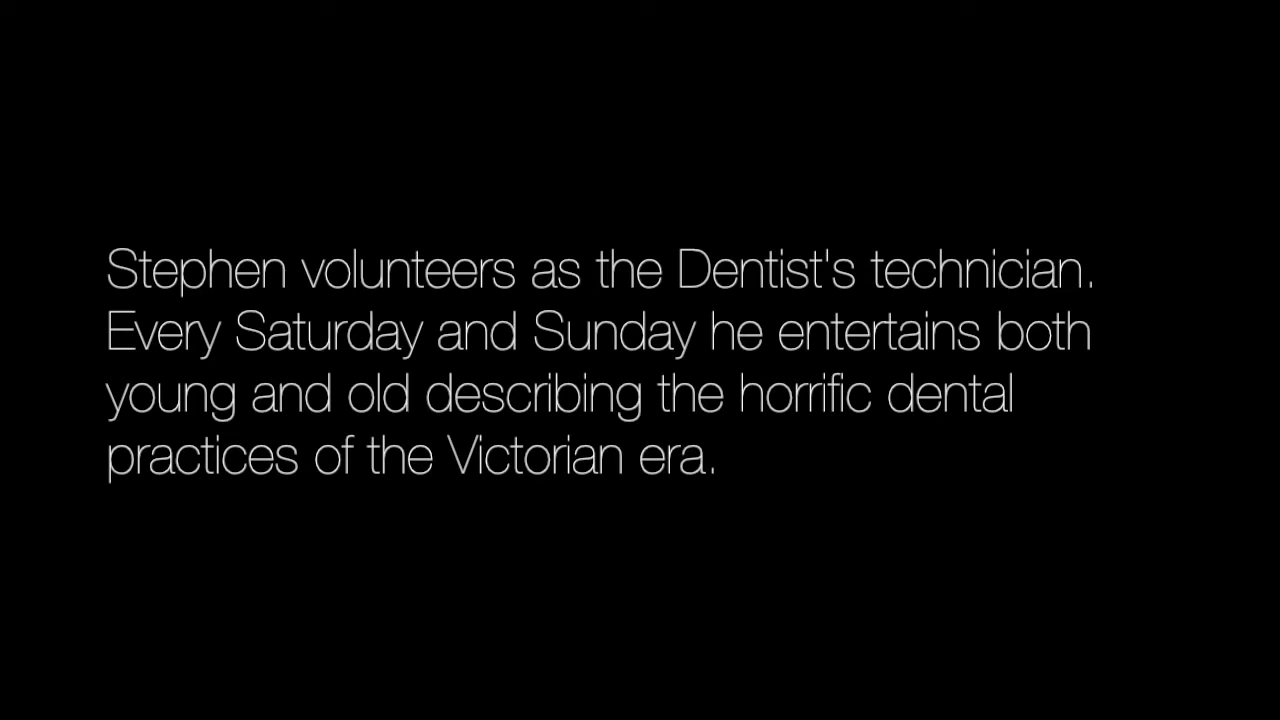 Stephen volunteers as the Dentist's technician.
Every Saturday and Sunday he entertains both
young and old describing the horrific dental
practices of the Victorian era.